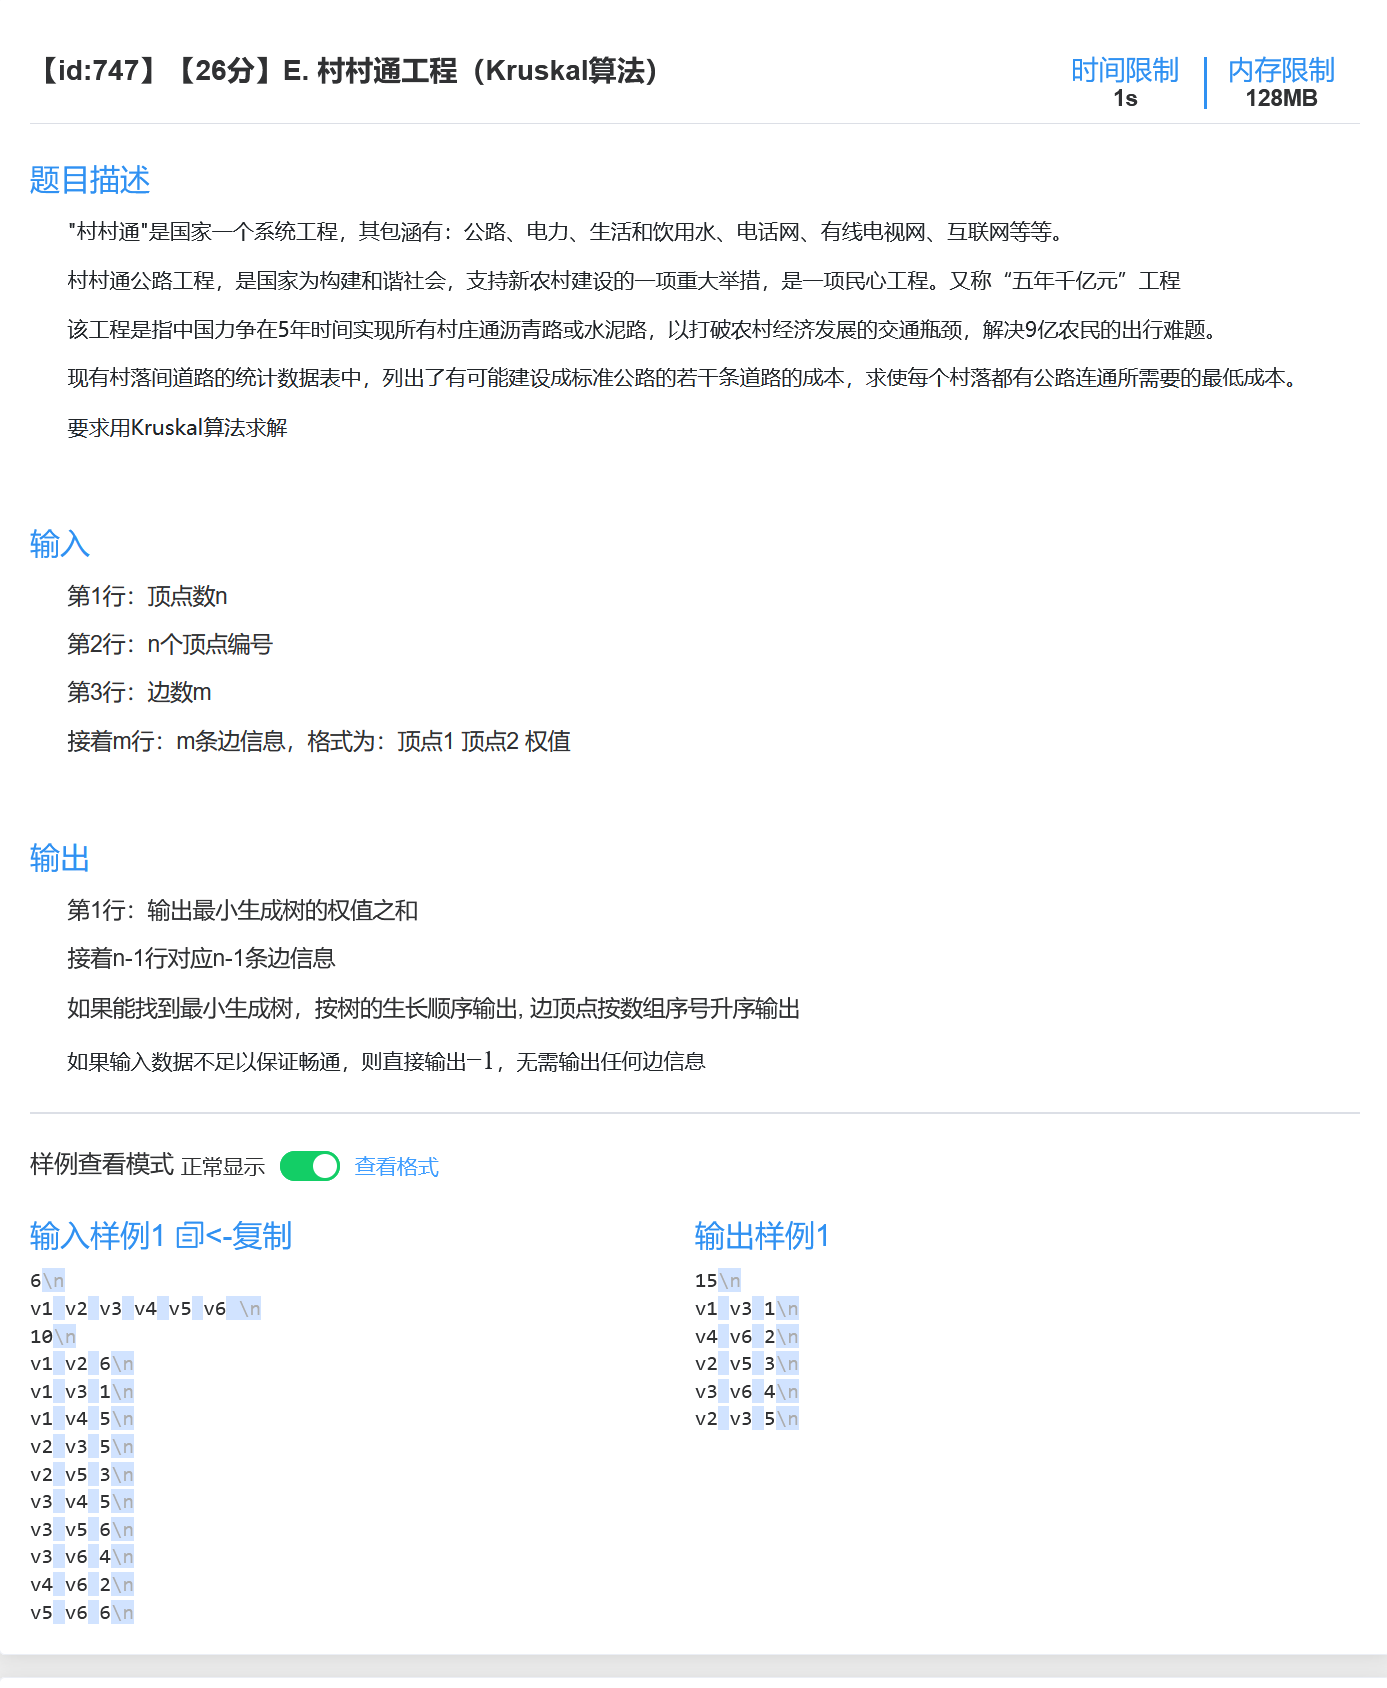 【id:747】【26分】E. 村村通工程（Kruskal算法）
时间限制
1s
内存限制
128MB
题目描述
"村村通"是国家一个系统工程，其包涵有：公路、电力、生活和饮用水、电话网、有线电视网、互联网等等。
村村通公路工程，是国家为构建和谐社会，支持新农村建设的一项重大举措，是一项民心工程。又称“五年千亿元”工程
该工程是指中国力争在5年时间实现所有村庄通沥青路或水泥路，以打破农村经济发展的交通瓶颈，解决9亿农民的出行难题。
现有村落间道路的统计数据表中，列出了有可能建设成标准公路的若干条道路的成本，求使每个村落都有公路连通所需要的最低成本。
要求用Kruskal算法求解
输入
第1行：顶点数n
第2行：n个顶点编号
第3行：边数m
接着m行：m条边信息，格式为：顶点1 顶点2 权值
输出
第1行：输出最小生成树的权值之和
接着n-1行对应n-1条边信息
如果能找到最小生成树，按树的生长顺序输出, 边顶点按数组序号升序输出
如果输入数据不足以保证畅通，则直接输出−1，无需输出任何边信息
样例查看模式 正常显示 查看格式
输入样例1 <-复制
6\n
v1 v2 v3 v4 v5 v6 \n
10\n
v1 v2 6\n
v1 v3 1\n
v1 v4 5\n
v2 v3 5\n
v2 v5 3\n
v3 v4 5\n
v3 v5 6\n
v3 v6 4\n
v4 v6 2\n
v5 v6 6\n
输出样例1
15\n
v1 v3 1\n
v4 v6 2\n
v2 v5 3\n
v3 v6 4\n
v2 v3 5\n